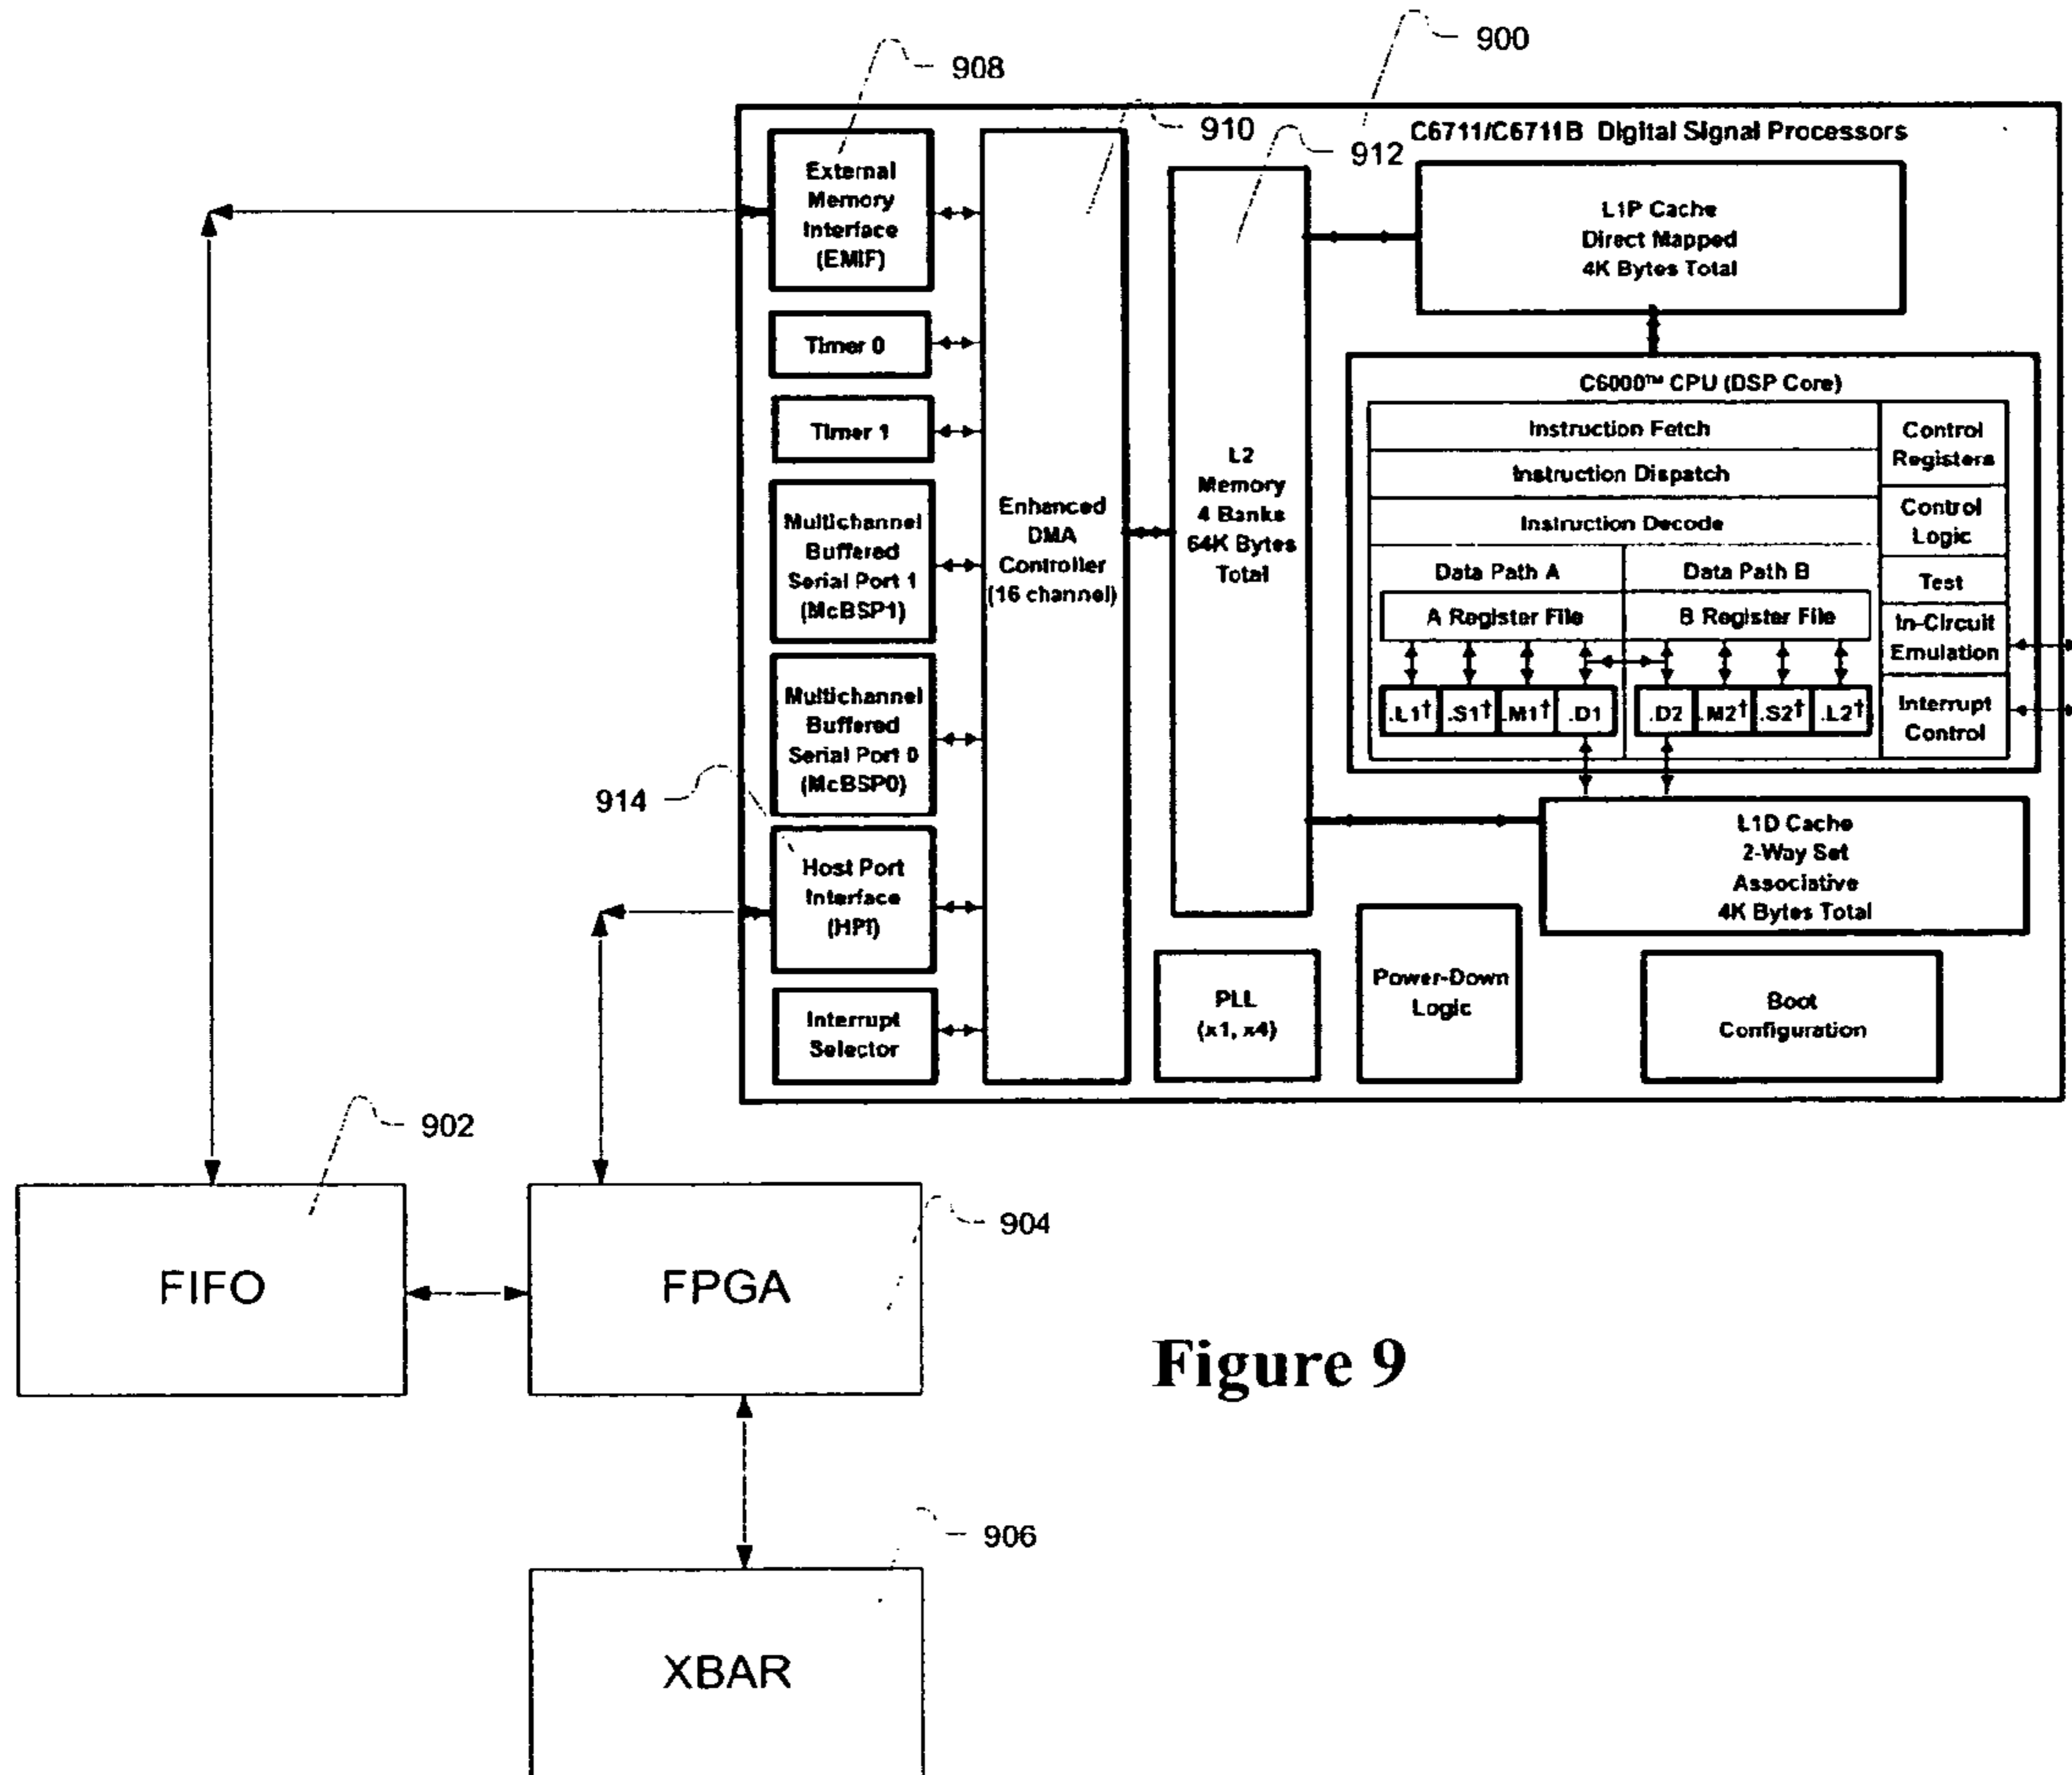 900
908
910
912
C6711/C6711B Digital Signal Processors
External
Memory
Interface
(EMIF)
Timer 0
Timer 1
Multichannel
Buffered
Serial Port 1
(McBSP1)
Multichannel
Buffered
Serial Port 0
(McBSP0)
914
Host Port
Interface
(HPI)
Interrupt
Selector
Enhanced
DMA
Controller
(16 channel)
L2
Memory
4 Banks
64K Bytes
Total
L1P Cache
Direct Mapped
4K Bytes Total
C6000™ CPU (DSP Core)
Instruction Fetch
Instruction Dispatch
Instruction Decode
Data Path A
Data Path B
A Register File
B Register File
.L1†
.S1†
.M1†
.D1
.D2
.M2†
.S2†
.L2†
Control
Registers
Control
Logic
Test
In-Circuit
Emulation
Interrupt
Control
L1D Cache
2-Way Set
Associative
4K Bytes Total
PLL
(x1, x4)
Power-Down
Logic
Boot
Configuration
902
FIFO
904
FPGA
906
XBAR
Figure 9